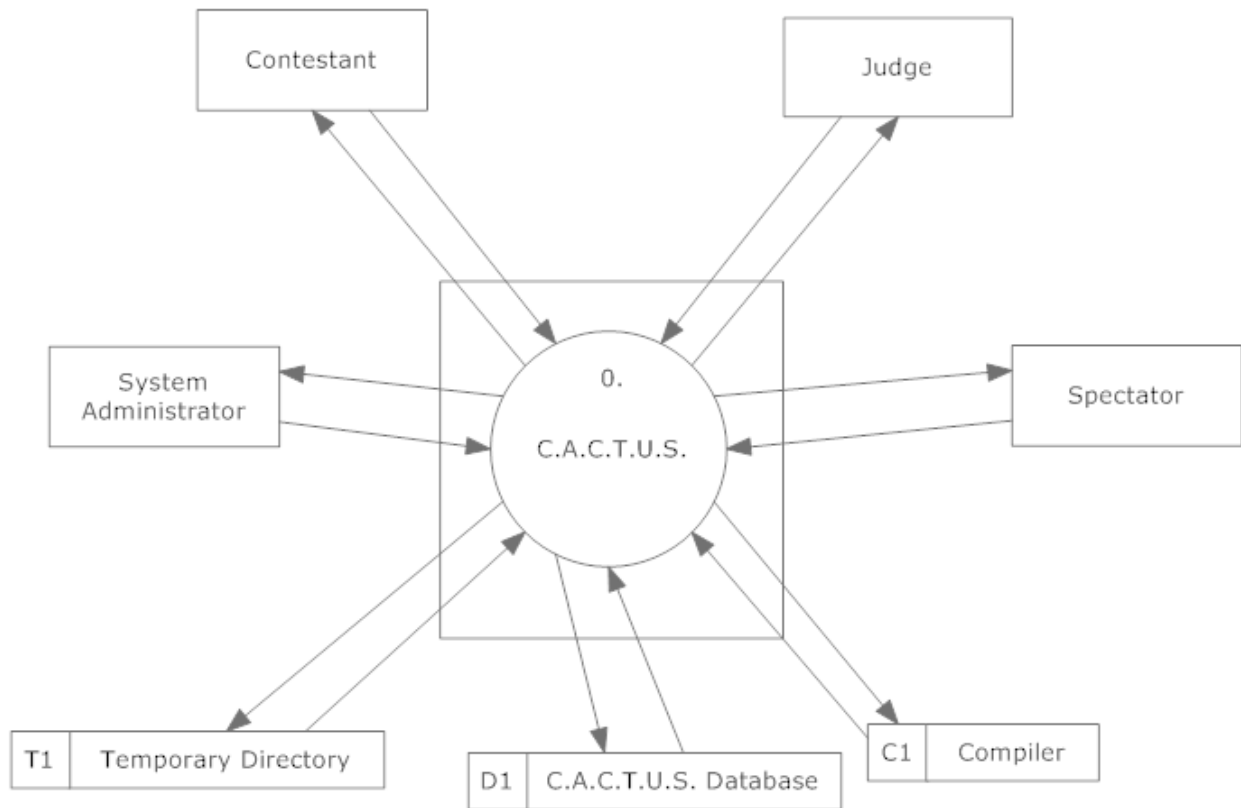 Contestant
Judge
System
Administrator
0.
C.A.C.T.U.S.
Spectator
T1 Temporary Directory
D1 C.A.C.T.U.S. Database
C1 Compiler